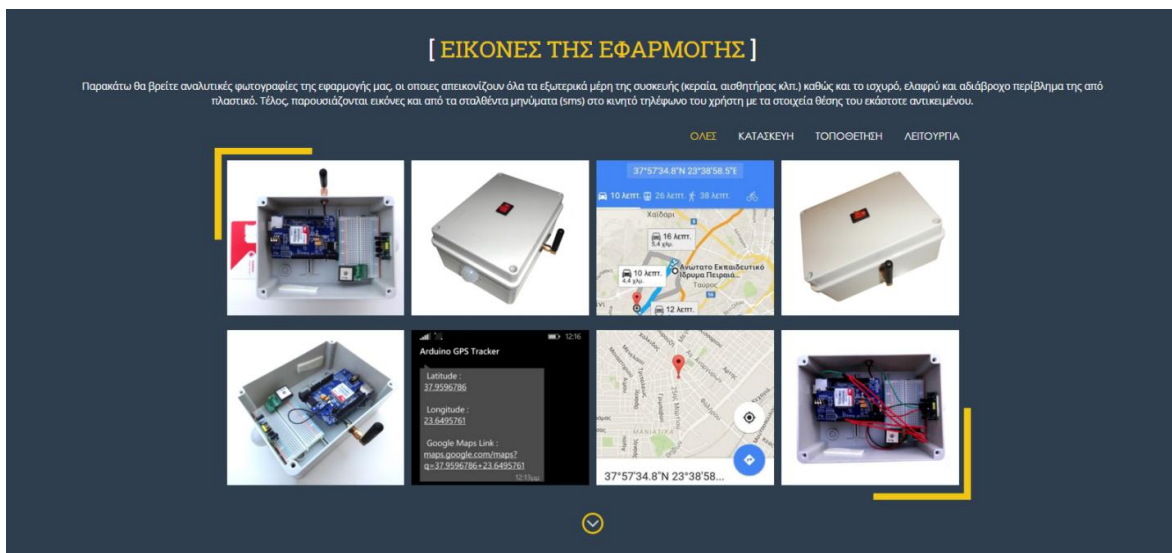 [ ΕΙΚΟΝΕΣ ΤΗΣ ΕΦΑΡΜΟΓΗΣ ]
Παρακάτω θα βρείτε αναλυτικές φωτογραφίες της εφαρμογής μας, οι οποιες απεικονίζουν όλα τα εξωτερικά μέρη της συσκευής (κεραία, αισθητήρας κλπ.) καθώς και το ισχυρό, ελαφρύ και αδιάβροχο περίβλημα της από
πλαστικό. Τέλος, παρουσιάζονται εικόνες και από τα σταλθέντα μηνύματα (sms) στο κινητό τηλέφωνο του χρήστη με τα στοιχεία θέσης του εκάστοτε αντικειμένου.
ΟΛΕΣ ΚΑΤΑΣΚΕΥΗ ΤΟΠΟΘΕΤΗΣΗ ΛΕΙΤΟΥΡΓΙΑ
37°57'34.8"N 23°38'58.5"E
10 λεπτ. 26 λεπτ. 38 λεπτ.
Χαϊδάρι
16 λεπτ.
5,4 χλμ.
Ανωτατο Εκπαιδευτικό
Ίδρυμα Πειραιά...
10 λεπτ.
4,4 χλμ.
Ταύρος
12 λεπτ.
12:16
Arduino GPS Tracker
Latitude :
37.9596786
Longitude :
23.6495761
Google Maps Link :
maps.google.com/maps?
q=37.9596786+23.6495761
12:13μμ
25ης Μαρτίου
ΜΑΝΙΑΤΙΚΑ
37°57'34.8"N 23°38'58...